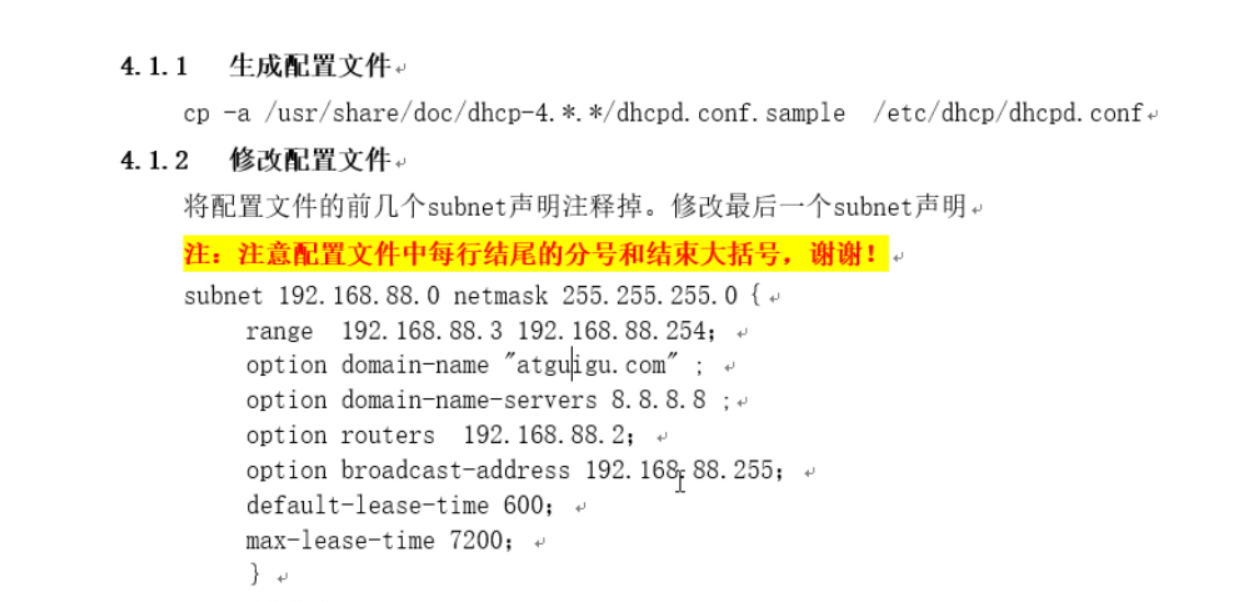 4.1.1 生成配置文件
cp -a /usr/share/doc/dhcp-4.*.*/dhcpd.conf.sample /etc/dhcp/dhcpd.conf
4.1.2 修改配置文件
将配置文件的前几个subnet声明注释掉。修改最后一个subnet声明
注：注意配置文件中每行结尾的分号和结束大括号，谢谢！
subnet 192.168.88.0 netmask 255.255.255.0 {
range 192.168.88.3 192.168.88.254;
option domain-name "atguigu.com" ;
option domain-name-servers 8.8.8.8 ;
option routers 192.168.88.2;
option broadcast-address 192.168.88.255;
default-lease-time 600;
max-lease-time 7200;
}